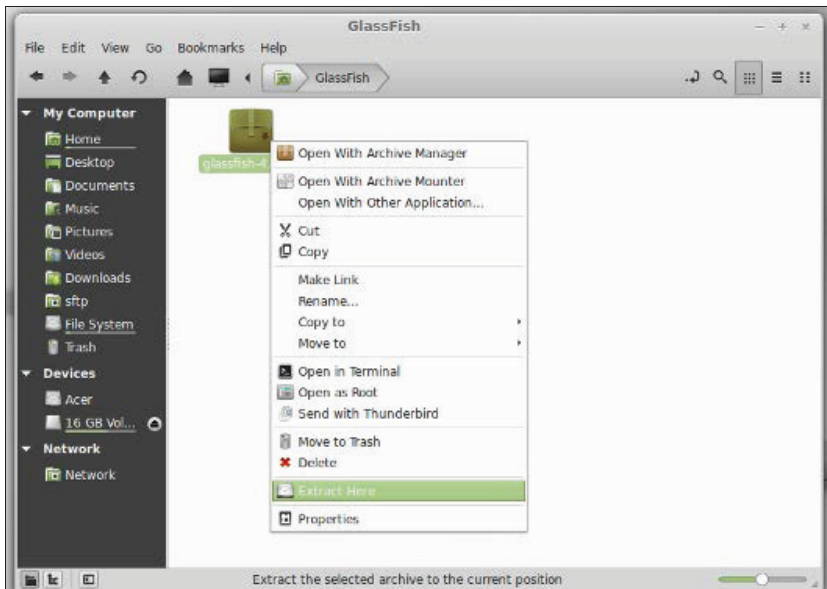 GlassFish
File Edit View Go Bookmarks Help
GlassFish
My Computer
Home
Desktop
Documents
Music
Pictures
Videos
Downloads
sftp
File System
Trash
Devices
Acer
16 GB Vol...
Network
Network
glassfish-4
Open With Archive Manager
Open With Archive Mounter
Open With Other Application...
Cut
Copy
Make Link
Rename...
Copy to
Move to
Open in Terminal
Open as Root
Send with Thunderbird
Move to Trash
Delete
Extract Here
Properties
Extract the selected archive to the current position